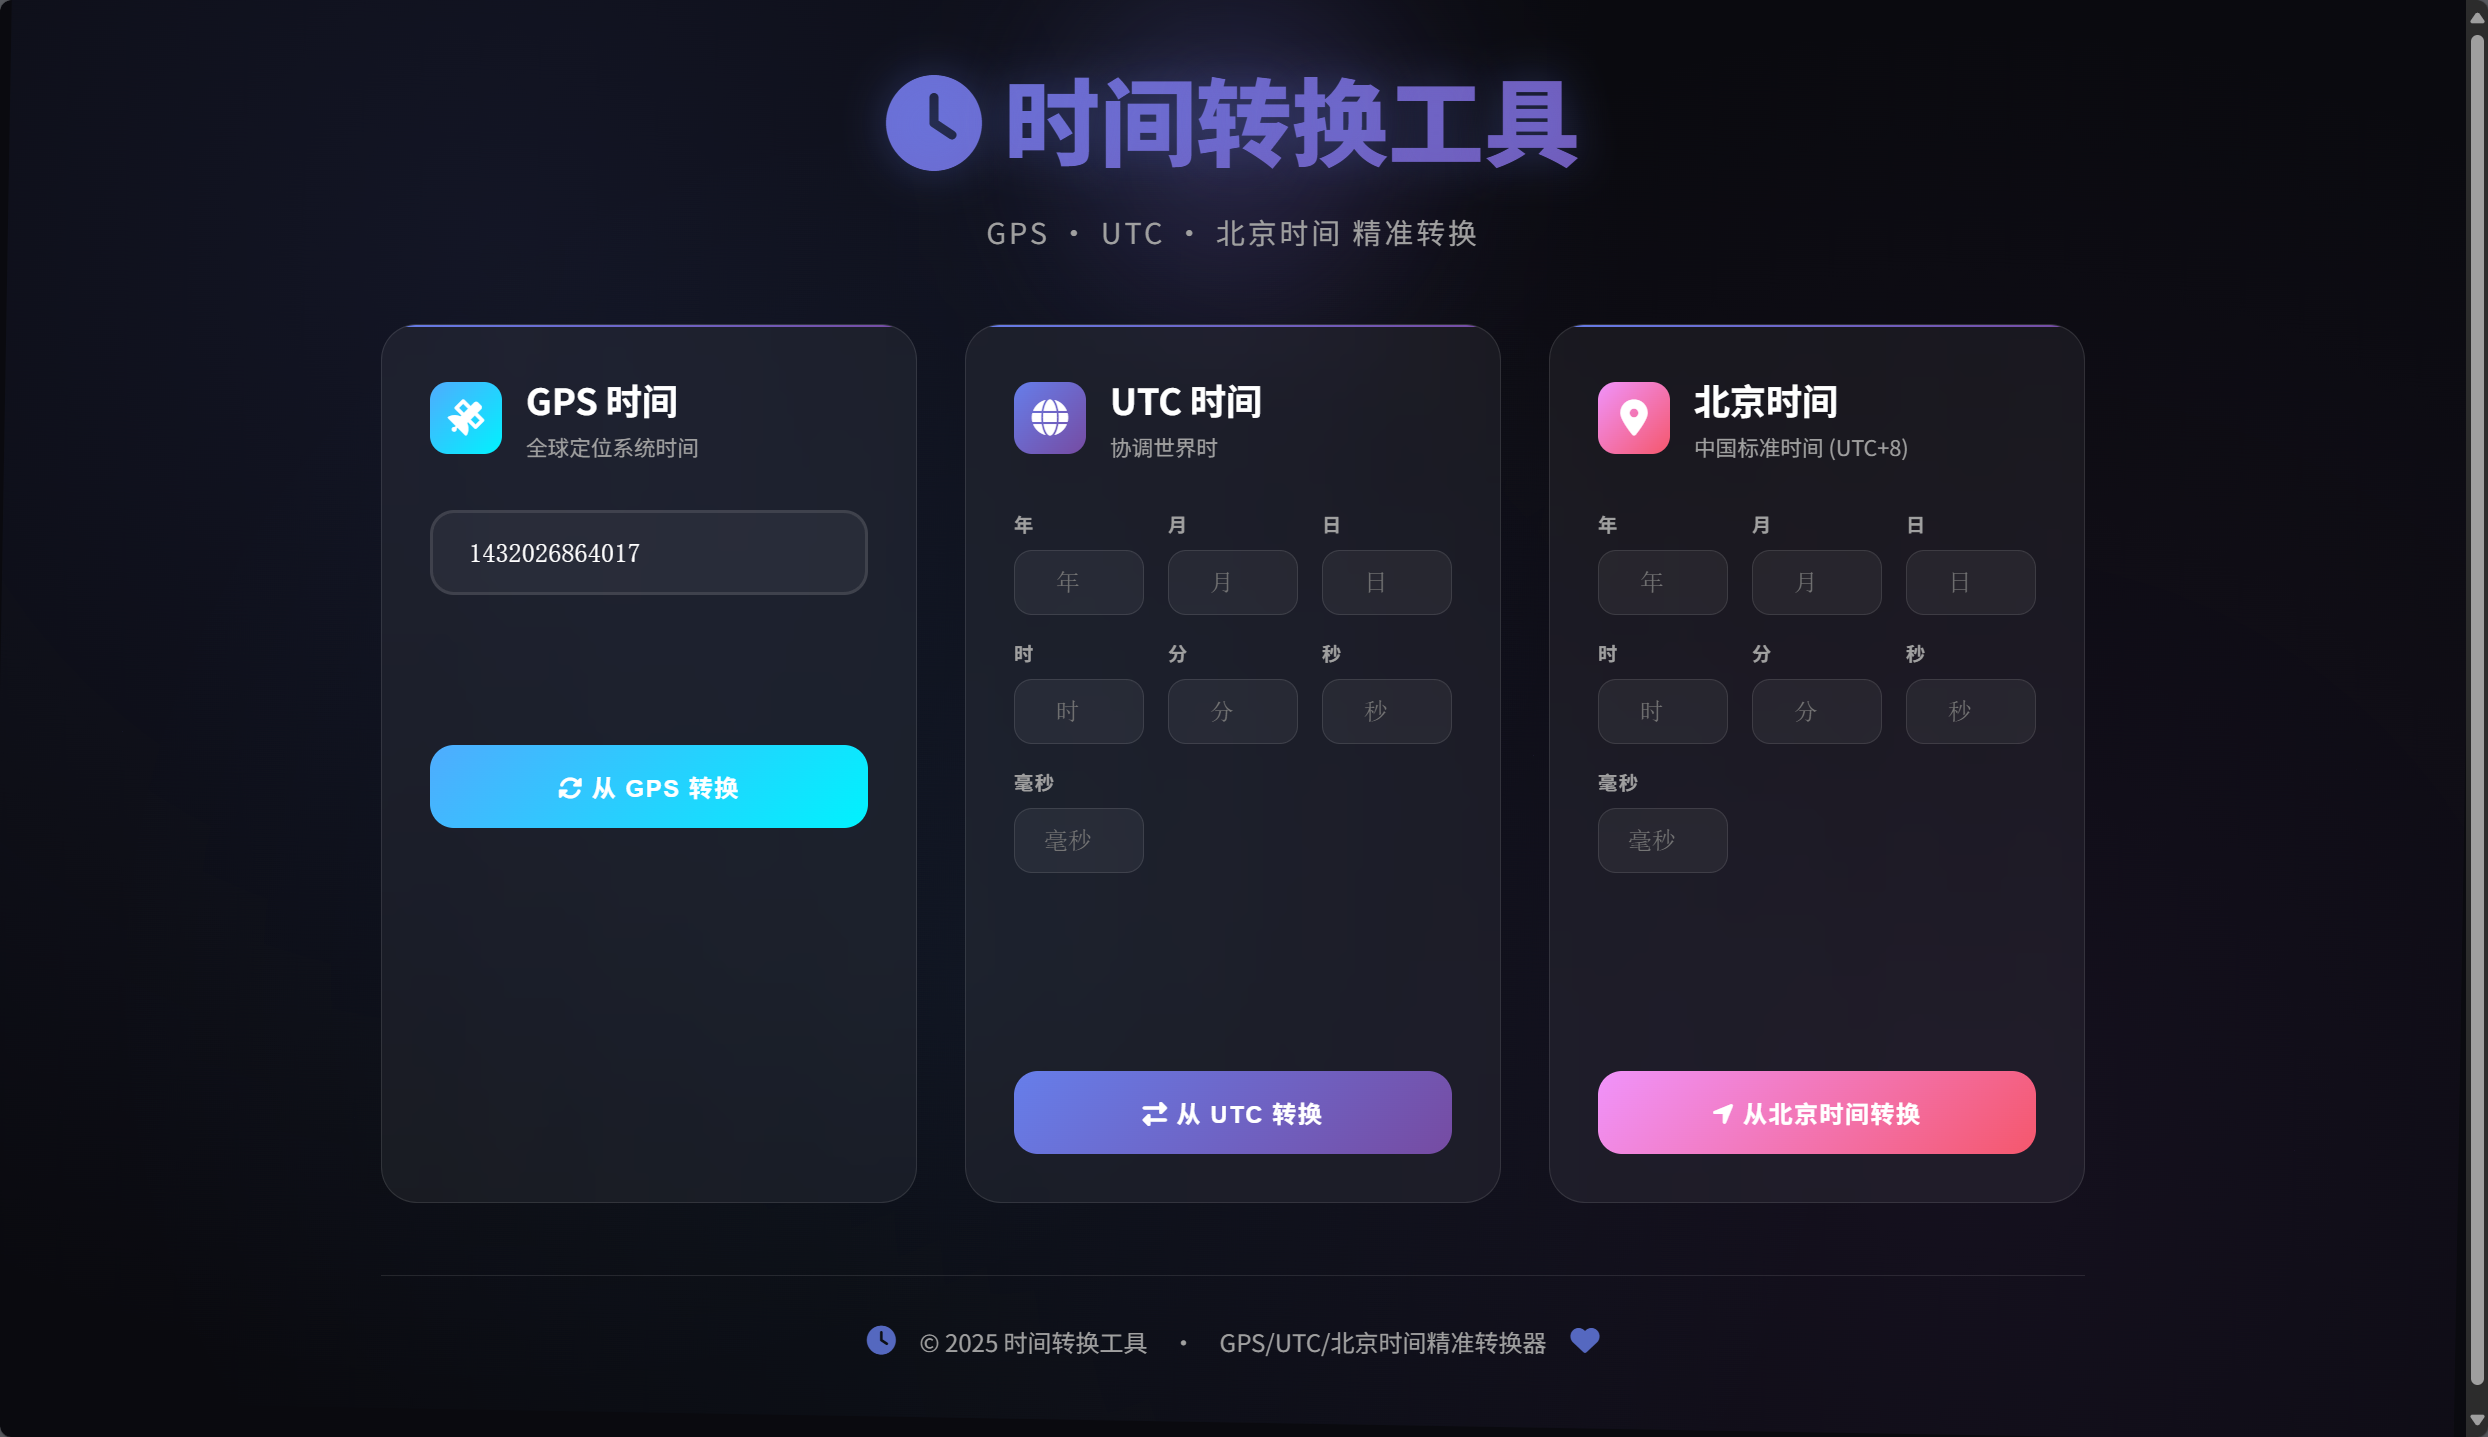 时间转换工具
GPS • UTC • 北京时间 精准转换
GPS 时间
全球定位系统时间
1432026864017
从 GPS 转换
UTC 时间
协调世界时
年 月 日
年 月 日
时 分 秒
时 分 秒
毫秒
毫秒
从 UTC 转换
北京时间
中国标准时间 (UTC+8)
年 月 日
年 月 日
时 分 秒
时 分 秒
毫秒
毫秒
从北京时间转换
© 2025 时间转换工具 • GPS/UTC/北京时间精准转换器